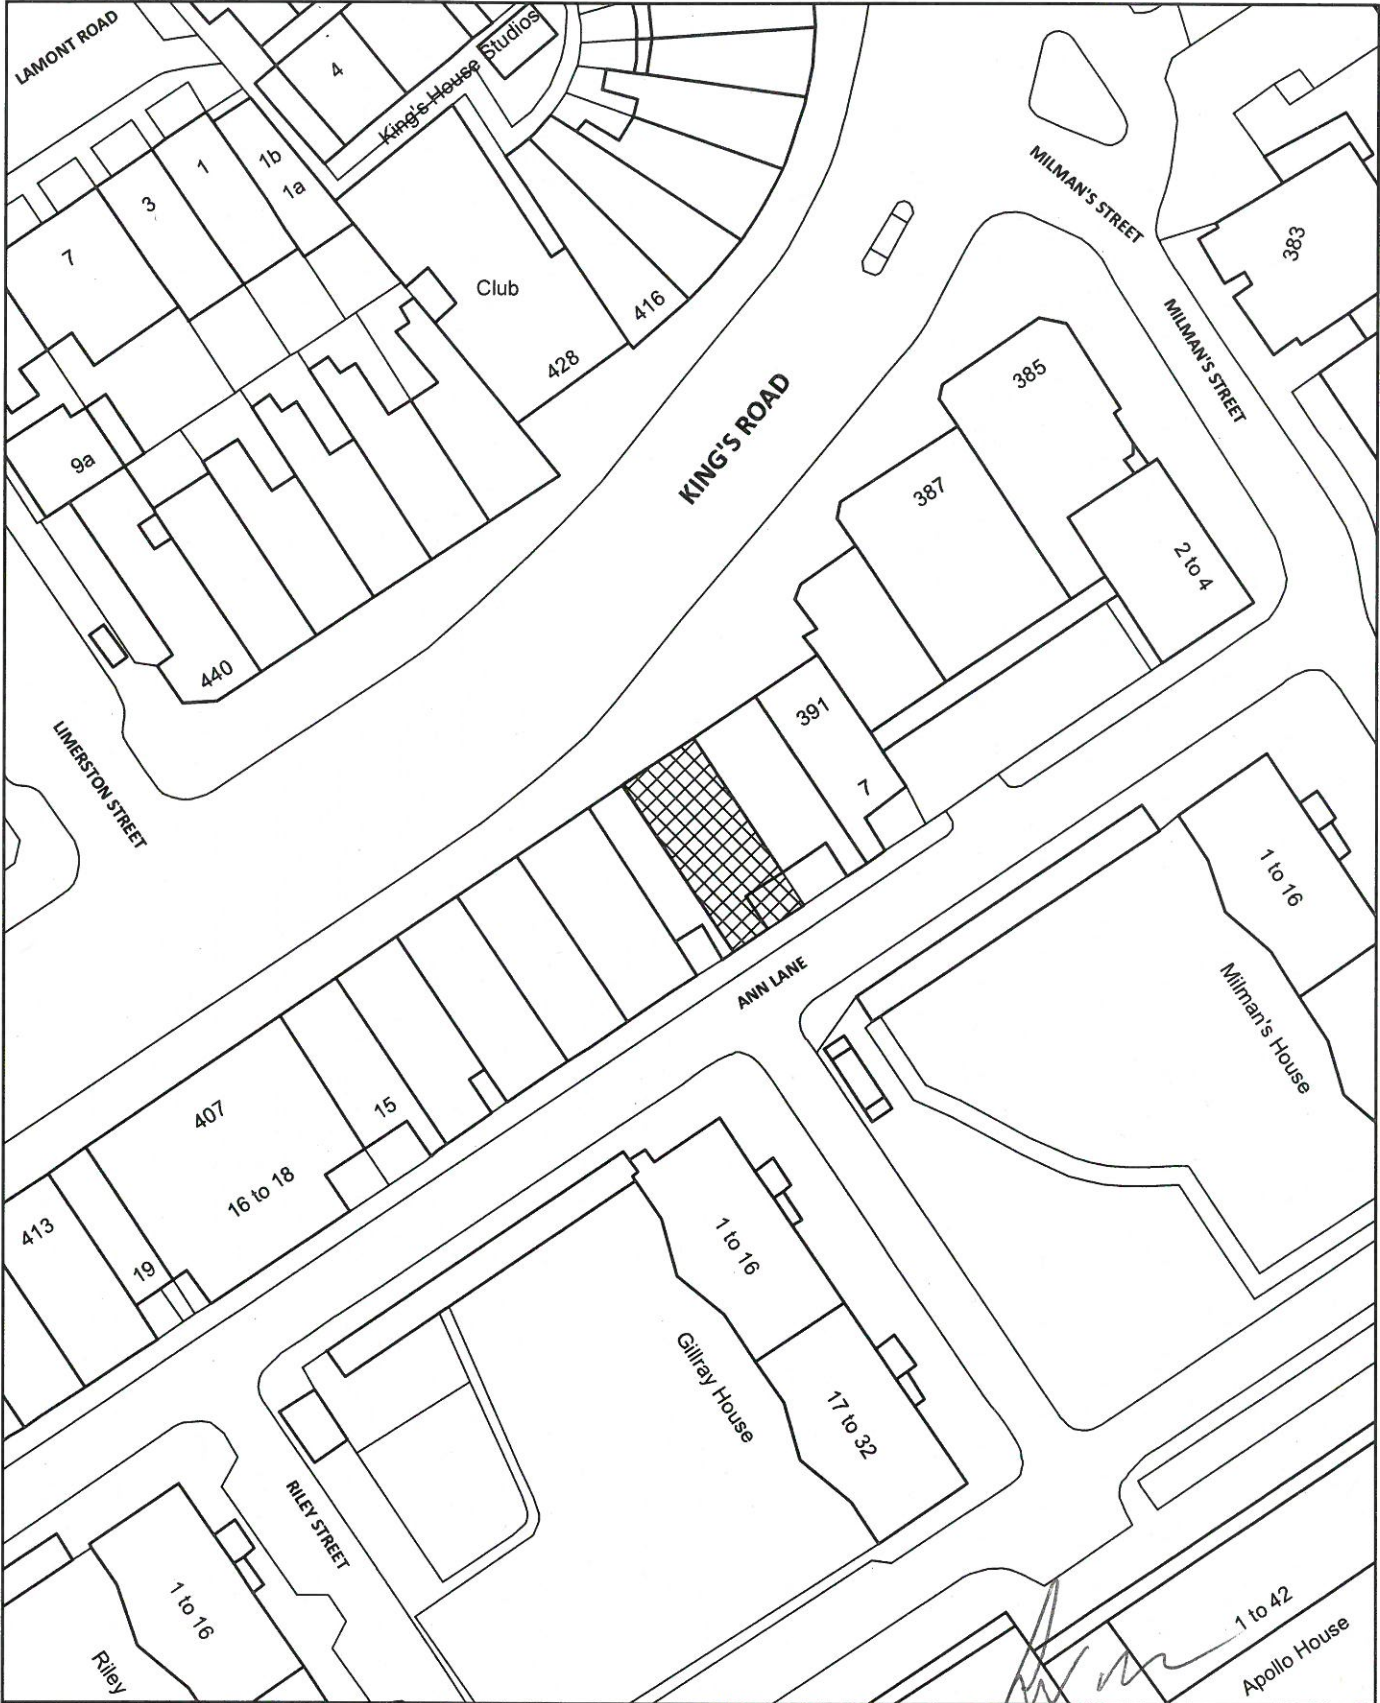 LAMONT ROAD
4
King's House Studios
1b
1a
1
3
7
Club
416
428
9a
440
KING'S ROAD
MILMAN'S STREET
MILMAN'S STREET
383
385
387
2 to 4
391
7
LIMERSTON STREET
ANN LANE
1 to 16
Milman's House
407
15
16 to 18
413
19
1 to 16
Gillray House
17 to 32
RILEY STREET
1 to 16
Riley
1 to 42
Apollo House